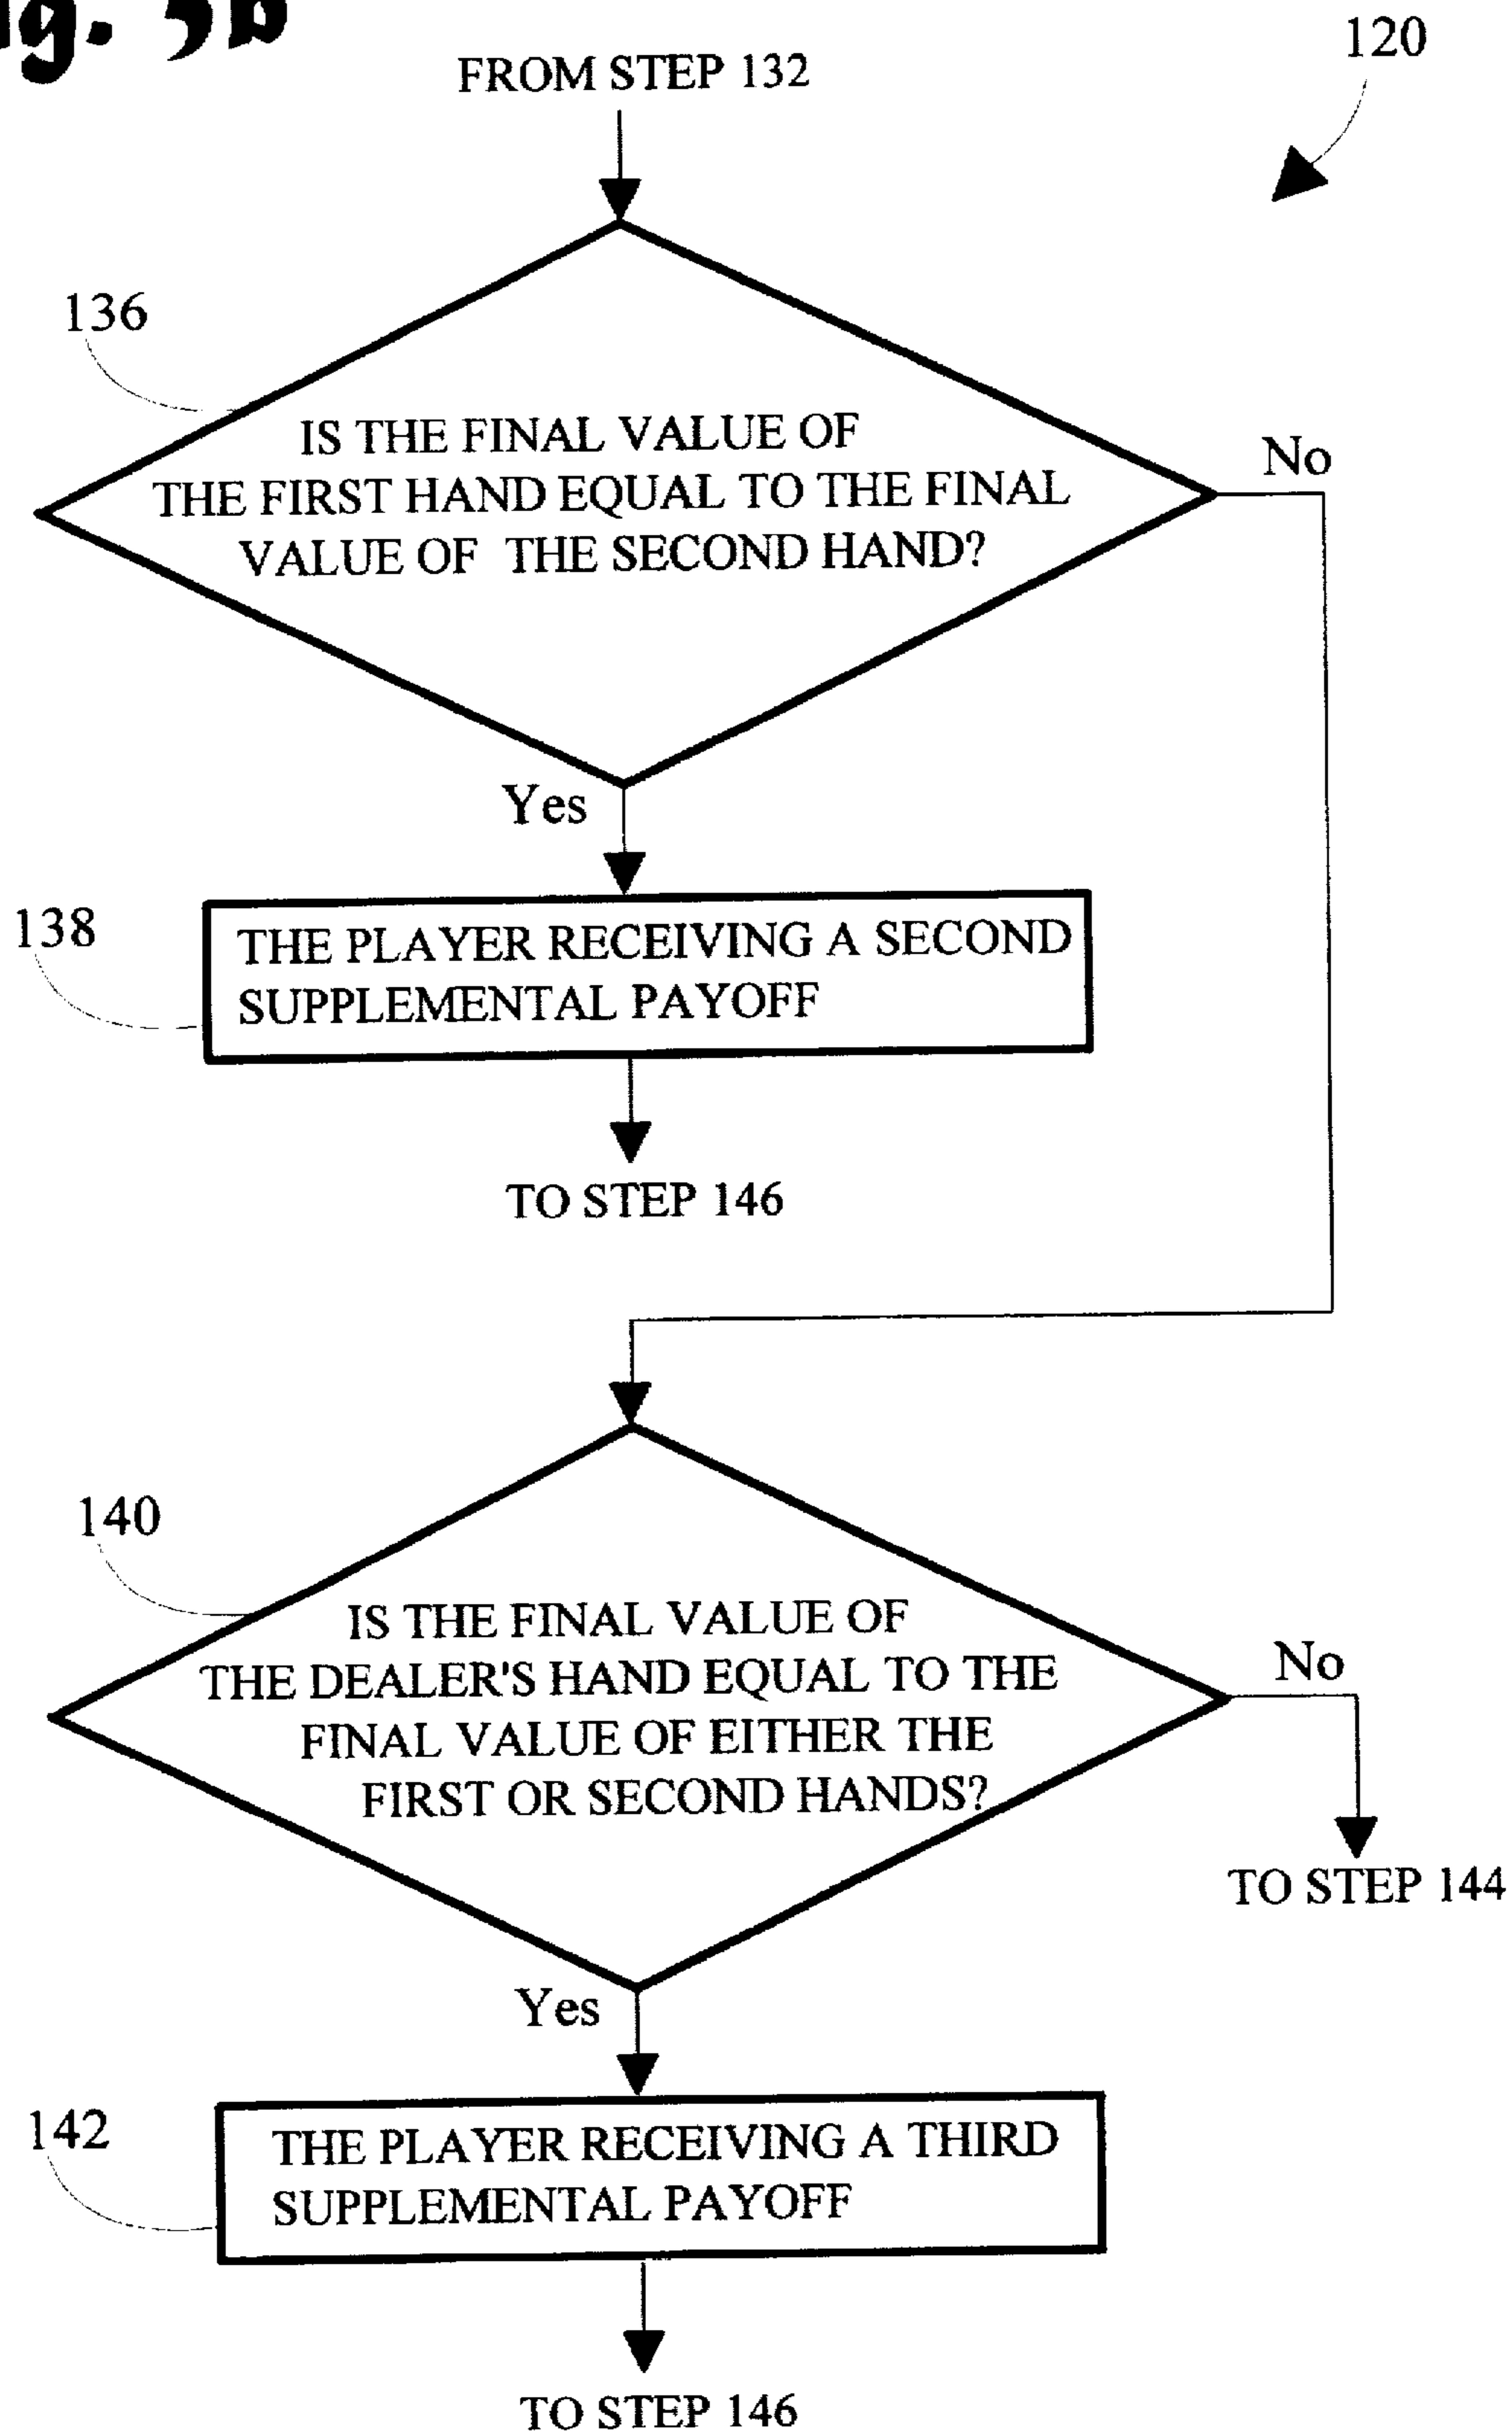 120
FROM STEP 132
136
IS THE FINAL VALUE OF
THE FIRST HAND EQUAL TO THE FINAL
VALUE OF THE SECOND HAND?
No
Yes
138
THE PLAYER RECEIVING A SECOND
SUPPLEMENTAL PAYOFF
TO STEP 146
140
IS THE FINAL VALUE OF
THE DEALER'S HAND EQUAL TO THE
FINAL VALUE OF EITHER THE
FIRST OR SECOND HANDS?
No
TO STEP 144
Yes
142
THE PLAYER RECEIVING A THIRD
SUPPLEMENTAL PAYOFF
TO STEP 146